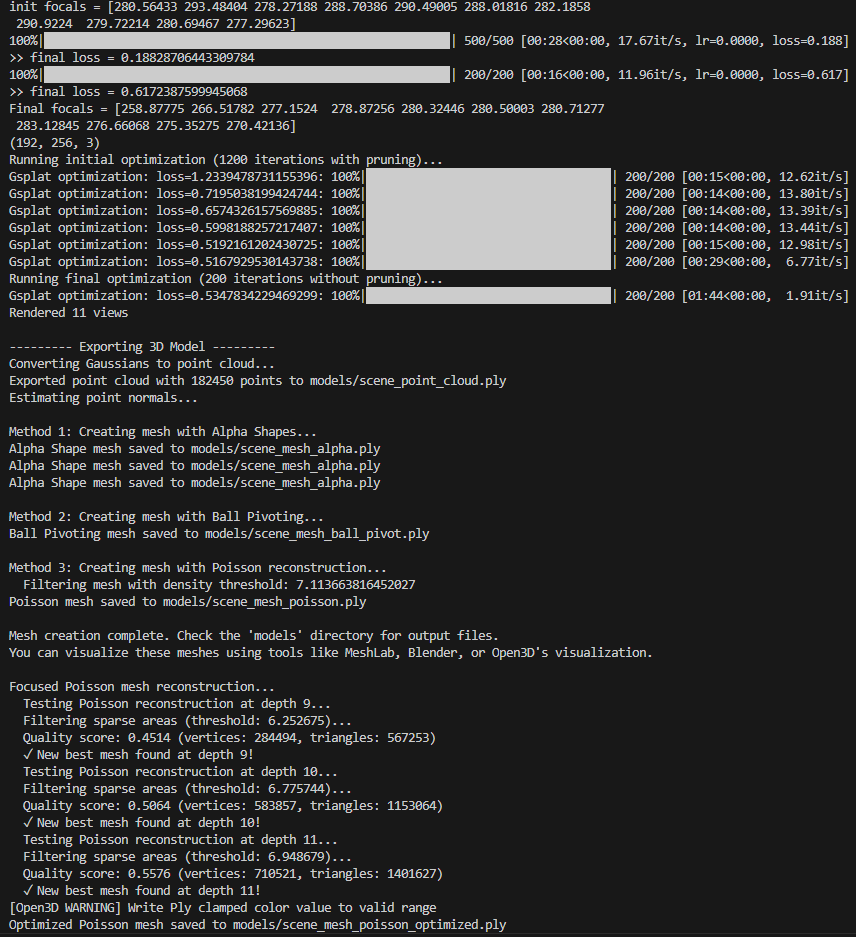 init focals = [280.56433 293.48404 278.27188 288.70386 290.49005 288.01816 282.1858
 290.9224  279.72214 280.69467 277.29623]
100%| | 500/500 [00:28<00:00, 17.67it/s, lr=0.0000, loss=0.188]
>> final loss = 0.18828706443309784
100%| | 200/200 [00:16<00:00, 11.96it/s, lr=0.0000, loss=0.617]
>> final loss = 0.6172387599945068
Final focals = [258.87775 266.51782 277.1524  278.87256 280.32446 280.50003 280.71277
 283.12845 276.66068 275.35275 270.42136]
(192, 256, 3)
Running initial optimization (1200 iterations with pruning)...
Gsplat optimization: loss=1.2339478731155396: 100%| | 200/200 [00:15<00:00, 12.62it/s]
Gsplat optimization: loss=0.7195038199424744: 100%| | 200/200 [00:14<00:00, 13.80it/s]
Gsplat optimization: loss=0.6574326157569885: 100%| | 200/200 [00:14<00:00, 13.39it/s]
Gsplat optimization: loss=0.5998188257217407: 100%| | 200/200 [00:14<00:00, 13.44it/s]
Gsplat optimization: loss=0.5192161202430725: 100%| | 200/200 [00:15<00:00, 12.98it/s]
Gsplat optimization: loss=0.5167929530143738: 100%| | 200/200 [00:29<00:00,  6.77it/s]
Running final optimization (200 iterations without pruning)...
Gsplat optimization: loss=0.5347834229469299: 100%| | 200/200 [01:44<00:00,  1.91it/s]
Rendered 11 views
--------- Exporting 3D Model ---------
Converting Gaussians to point cloud...
Exported point cloud with 182450 points to models/scene_point_cloud.ply
Estimating point normals...
Method 1: Creating mesh with Alpha Shapes...
Alpha Shape mesh saved to models/scene_mesh_alpha.ply
Alpha Shape mesh saved to models/scene_mesh_alpha.ply
Alpha Shape mesh saved to models/scene_mesh_alpha.ply
Method 2: Creating mesh with Ball Pivoting...
Ball Pivoting mesh saved to models/scene_mesh_ball_pivot.ply
Method 3: Creating mesh with Poisson reconstruction...
  Filtering mesh with density threshold: 7.113663816452027
Poisson mesh saved to models/scene_mesh_poisson.ply
Mesh creation complete. Check the 'models' directory for output files.
You can visualize these meshes using tools like MeshLab, Blender, or Open3D's visualization.
Focused Poisson mesh reconstruction...
  Testing Poisson reconstruction at depth 9...
  Filtering sparse areas (threshold: 6.252675)...
  Quality score: 0.4514 (vertices: 284494, triangles: 567253)
  ✓ New best mesh found at depth 9!
  Testing Poisson reconstruction at depth 10...
  Filtering sparse areas (threshold: 6.775744)...
  Quality score: 0.5064 (vertices: 583857, triangles: 1153064)
  ✓ New best mesh found at depth 10!
  Testing Poisson reconstruction at depth 11...
  Filtering sparse areas (threshold: 6.948679)...
  Quality score: 0.5576 (vertices: 710521, triangles: 1401627)
  ✓ New best mesh found at depth 11!
[Open3D WARNING] Write Ply clamped color value to valid range
Optimized Poisson mesh saved to models/scene_mesh_poisson_optimized.ply